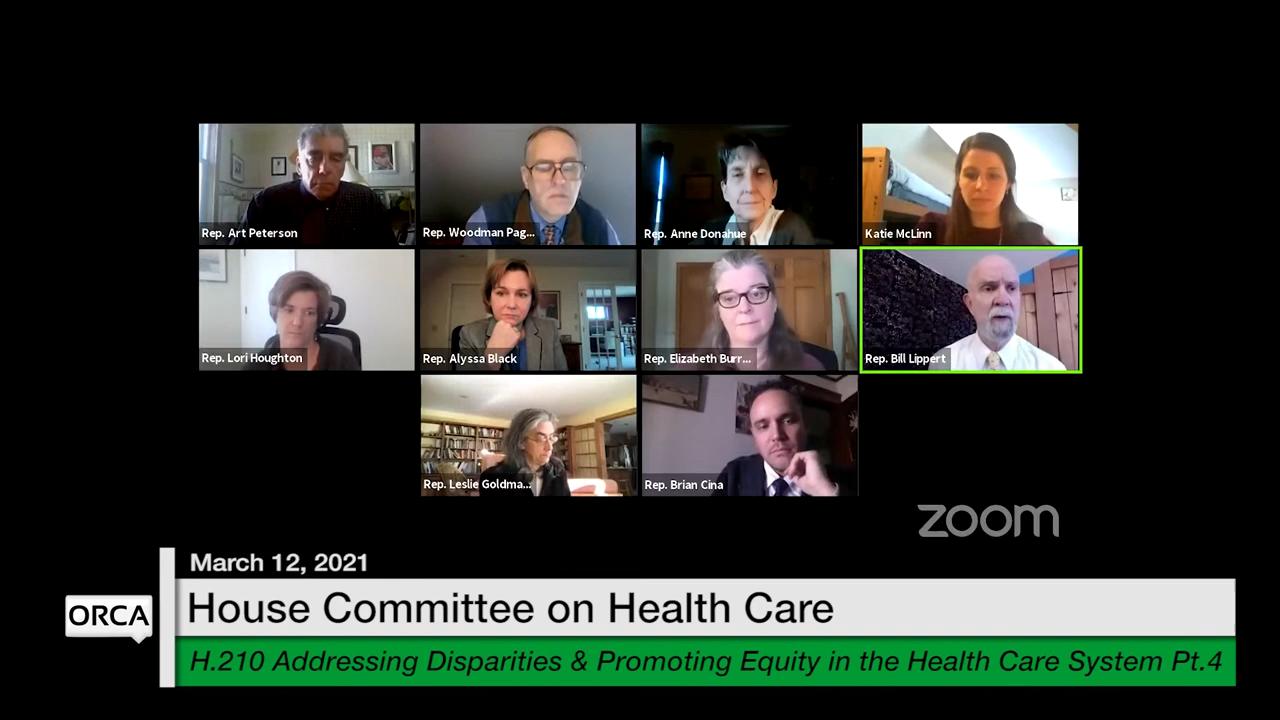 Rep. Art Peterson
Rep. Woodman Pag...
Rep. Anne Donahue
Katie McLinn
Rep. Lori Houghton
Rep. Alyssa Black
Rep. Elizabeth Burr...
Rep. Bill Lippert
Rep. Leslie Goldma...
Rep. Brian Cina
zoom
March 12, 2021
ORCA
House Committee on Health Care
H.210 Addressing Disparities & Promoting Equity in the Health Care System Pt.4